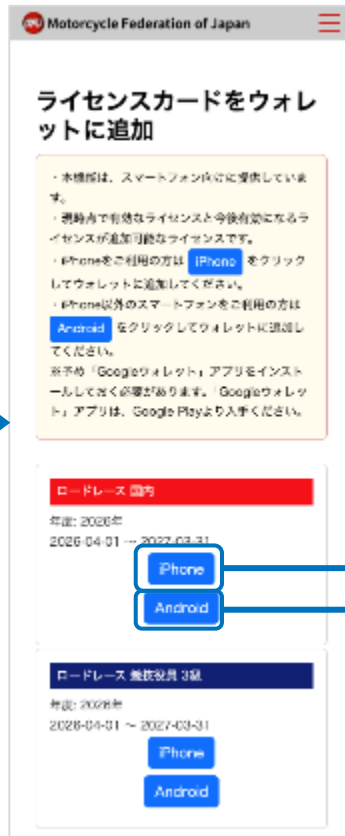 Motorcycle Federation of Japan
ライセンスカードをウォレ
ットに追加
・本機能は、スマートフォン向けに提供していま
す。
・現時点で有効なライセンスと今後有効になるラ
イセンスが追加可能なライセンスです。
・iPhoneをご利用の方は iPhone をクリック
してウォレットに追加してください。
・iPhone以外のスマートフォンをご利用の方は
Android をクリックしてウォレットに追加し
てください。
※予め「Googleウォレット」アプリをインスト
ールしておく必要があります。「Googleウォレッ
ト」アプリは、Google Playより入手ください。
ロードレース 国内
年度: 2026年
2026-04-01 ~ 2027-03-31
iPhone
Android
ロードレース 競技役員 3級
年度: 2026年
2026-04-01 ~ 2027-03-31
iPhone
Android